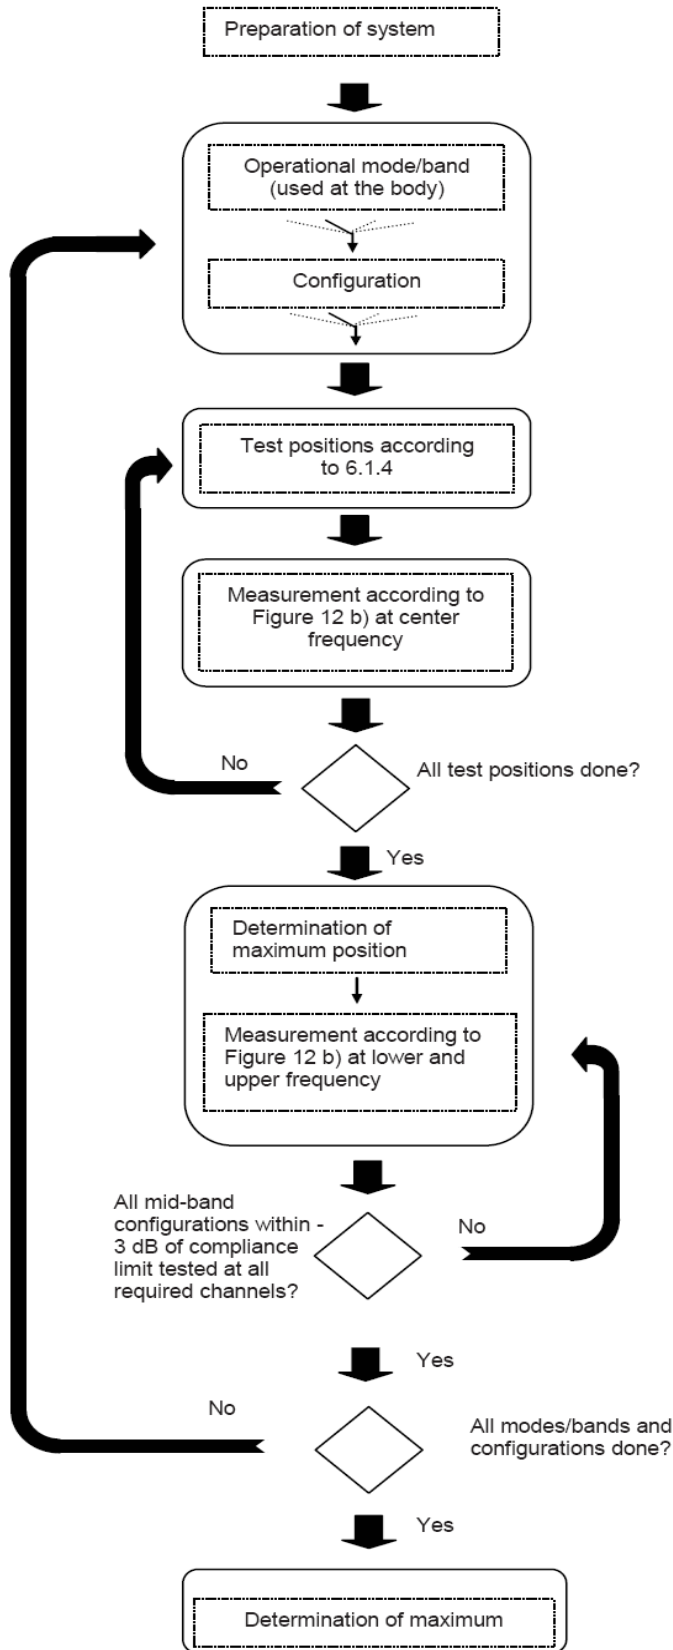 Preparation of system
Operational mode/band
(used at the body)
Configuration
Test positions according
to 6.1.4
Measurement according to
Figure 12 b) at center
frequency
No
All test positions done?
Yes
Determination of
maximum position
Measurement according to
Figure 12 b) at lower and
upper frequency
All mid-band
configurations within -
3 dB of compliance
limit tested at all
required channels?
No
Yes
No
All modes/bands and
configurations done?
Yes
Determination of maximum